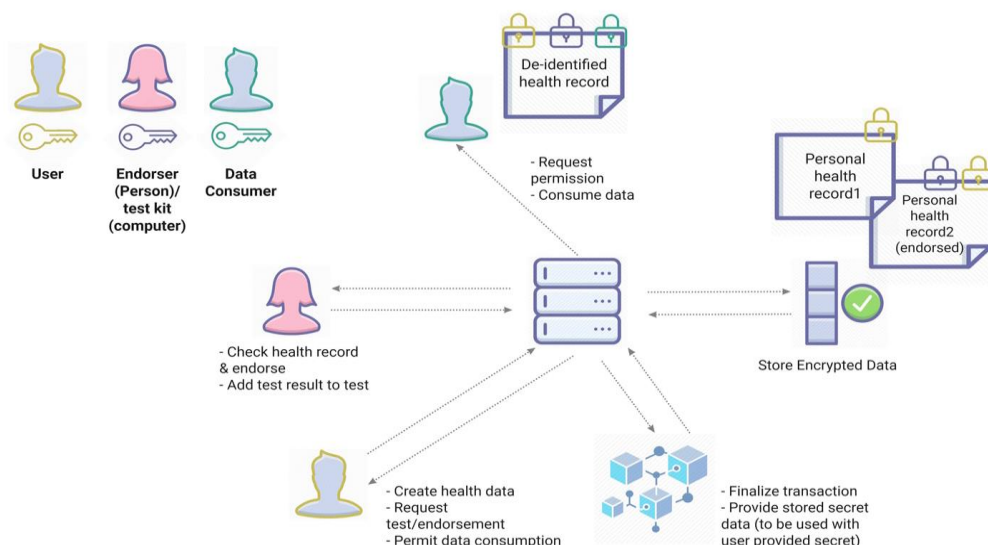 De-identified
health record
User
Endorser
(Person)/
test kit
(computer)
Data
Consumer
- Request
permission
- Consume data
Personal
health
record1
Personal
health
record2
(endorsed)
- Check health record
& endorse
- Add test result to test
Store Encrypted Data
- Create health data
- Request
test/endorsement
- Permit data consumption
- Finalize transaction
- Provide stored secret
data (to be used with
user provided secret)